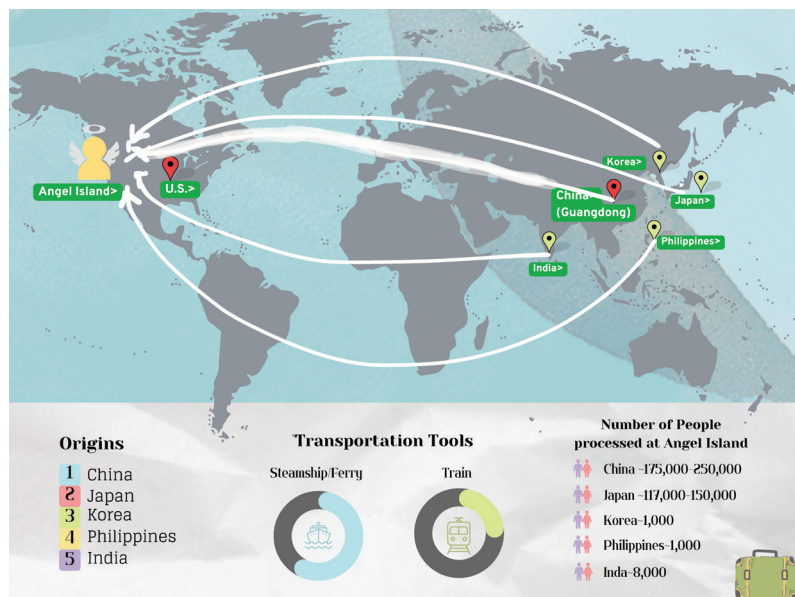 Korea>
Angel Island>
U.S.>
China>
(Guangdong)
Japan>
Philippines>
India>
Origins
1 China
2 Japan
3 Korea
4 Philippines
5 India
Transportation Tools
Steamship/Ferry
Train
Number of People
processed at Angel Island
China ~175,000-250,000
Japan ~117,000-150,000
Korea~1,000
Philippines~1,000
Inda~8,000